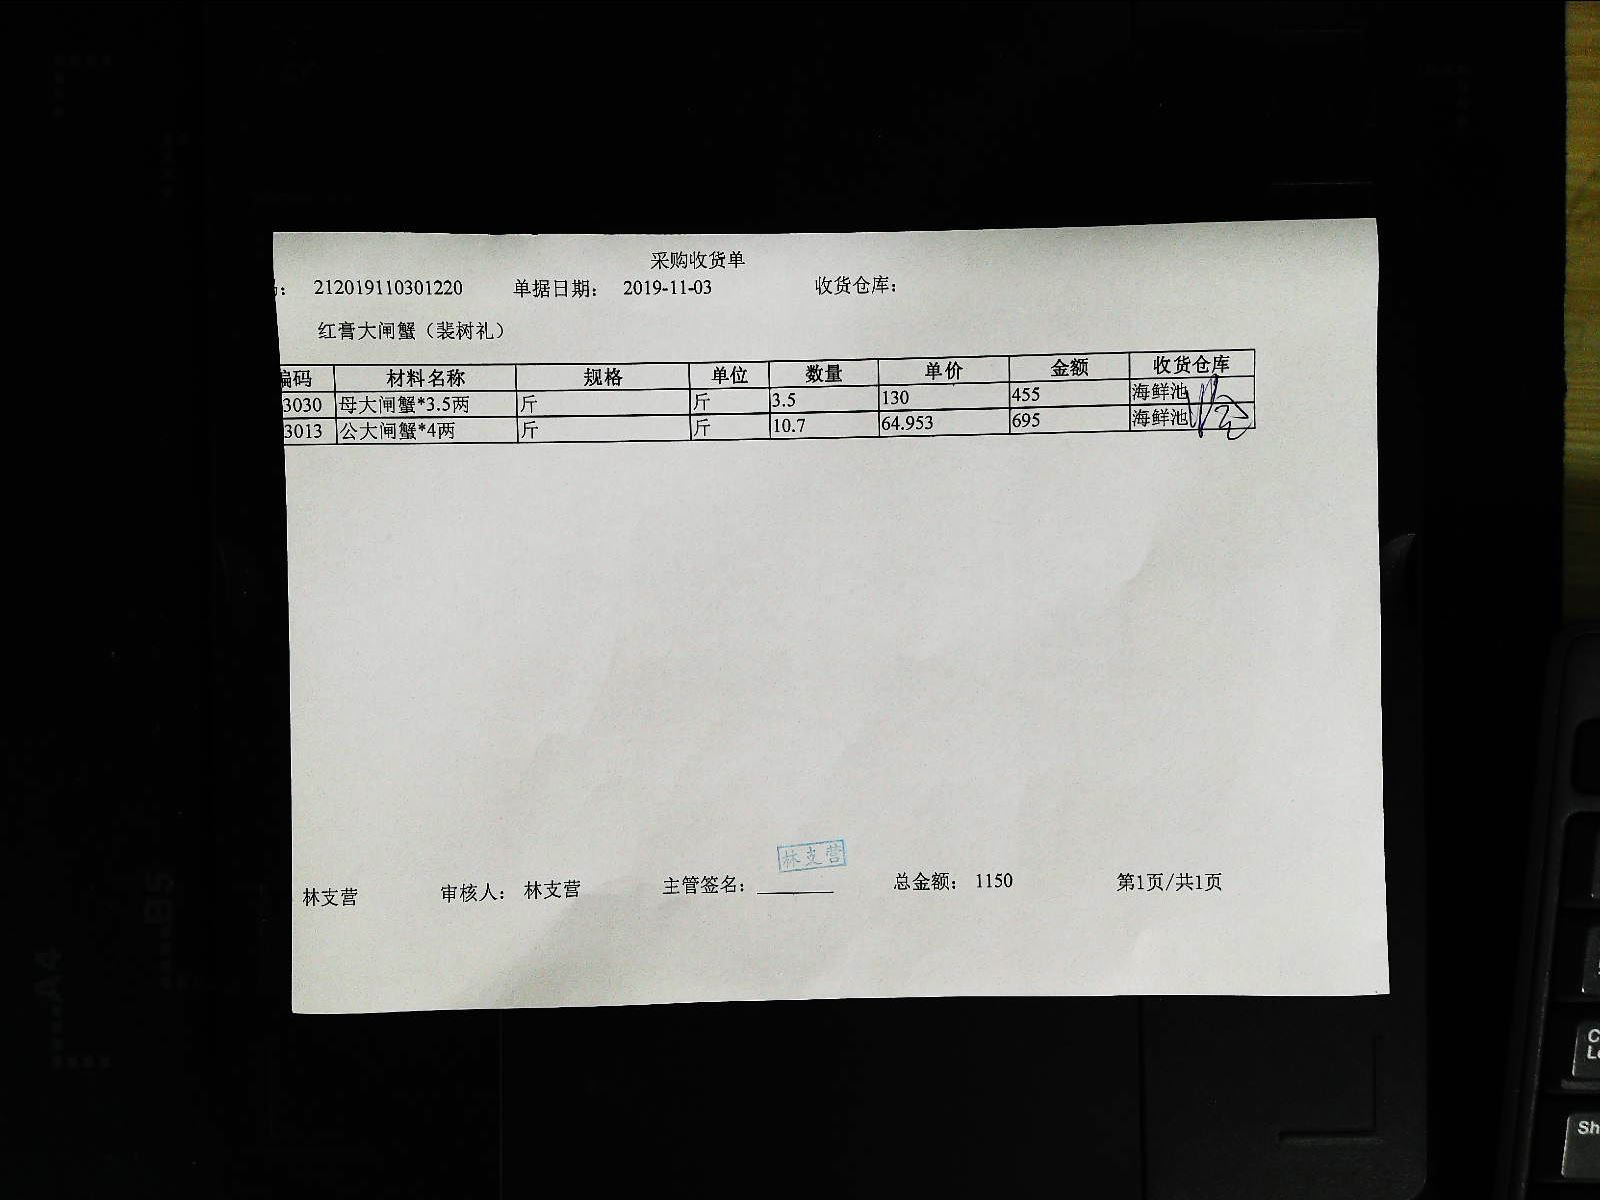 采购收货单
212019110301220 单据日期： 2019-11-03 收货仓库：
红膏大闸蟹（裴树礼）
编码 材料名称 规格 单位 数量 单价 金额 收货仓库
3030 母大闸蟹*3.5两 斤 斤 3.5 130 455 海鲜池
3013 公大闸蟹*4两 斤 斤 10.7 64.953 695 海鲜池
林支营
林支营 审核人： 林支营 主管签名： 总金额： 1150 第1页/共1页